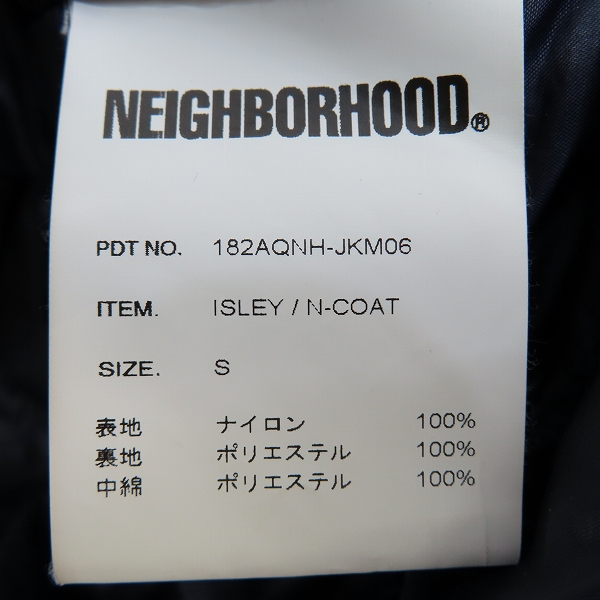 NEIGHBORHOOD.®
PDT NO. 182AQNH-JKM06
ITEM. ISLEY / N-COAT
SIZE. S
表地 ナイロン 100%
裏地 ポリエステル 100%
中綿 ポリエステル 100%